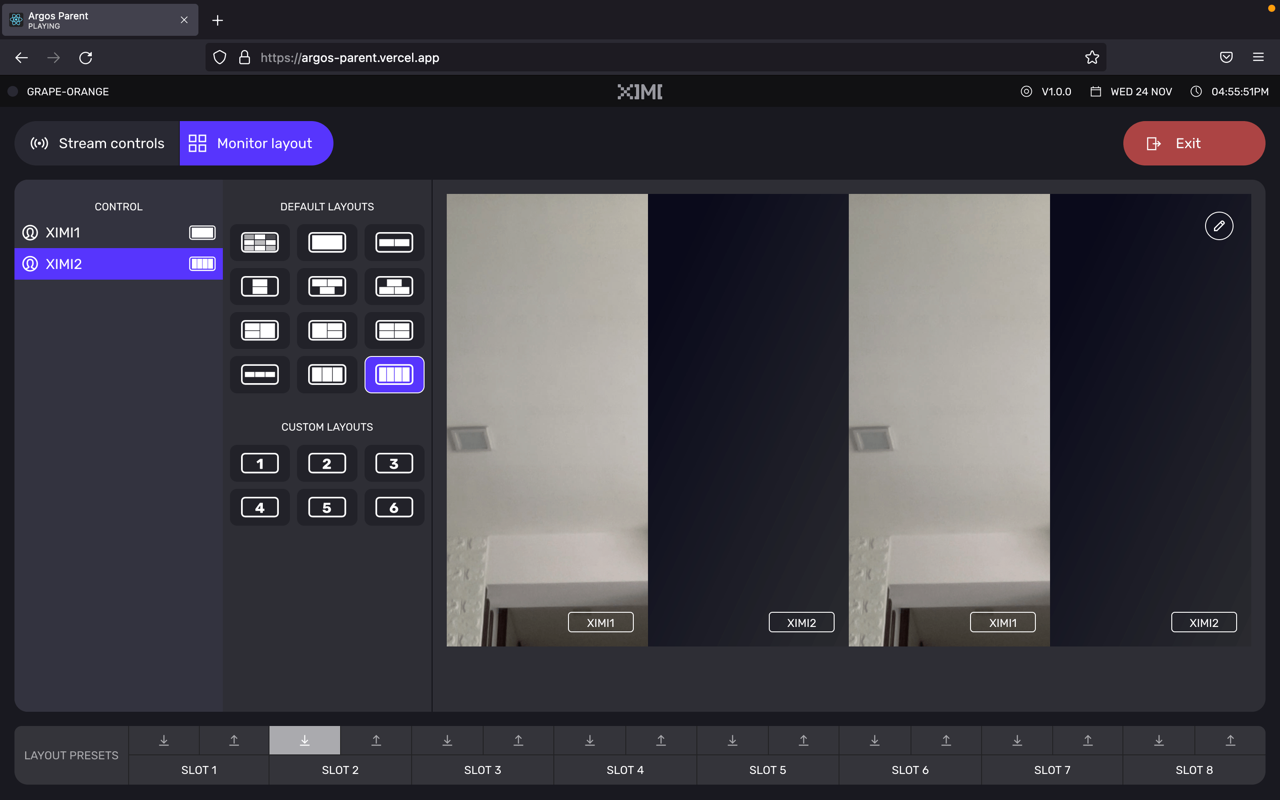 Argos Parent
PLAYING
https://argos-parent.vercel.app
GRAPE-ORANGE
XIMI
V1.0.0
WED 24 NOV
04:55:51PM
Stream controls
Monitor layout
Exit
CONTROL
XIMI1
XIMI2
DEFAULT LAYOUTS
CUSTOM LAYOUTS
1 2 3
4 5 6
XIMI1 XIMI2 XIMI1 XIMI2
LAYOUT PRESETS
SLOT 1 SLOT 2 SLOT 3 SLOT 4 SLOT 5 SLOT 6 SLOT 7 SLOT 8